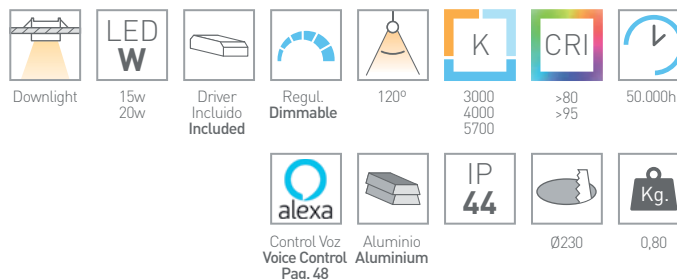 LED
W
K
CRI
Downlight
15w
20w
Driver
Incluido
Included
Regul.
Dimmable
120º
3000
4000
5700
>80
>95
50.000h
alexa
IP
44
Kg.
Control Voz
Voice Control
Pag. 48
Aluminio
Aluminium
Ø230
0,80